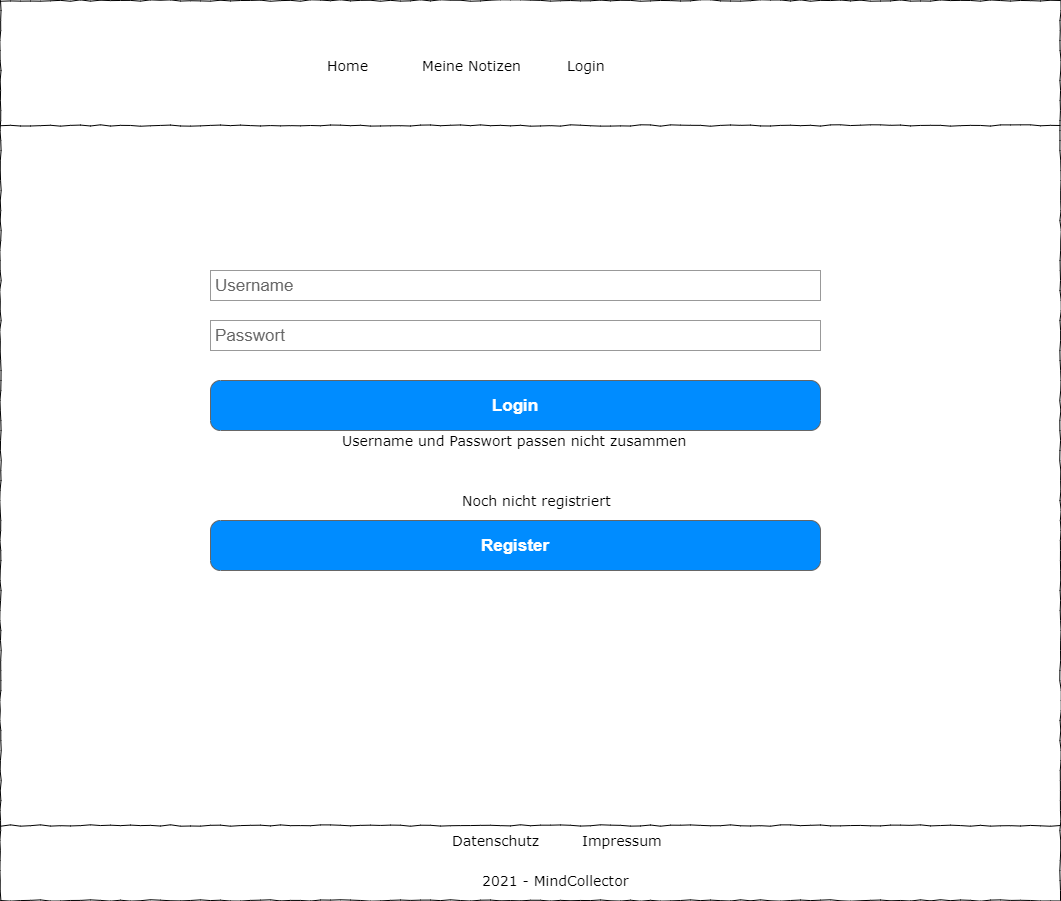 Home Meine Notizen Login
Username
Passwort
Login
Username und Passwort passen nicht zusammen
Noch nicht registriert
Register
Datenschutz Impressum
2021 - MindCollector